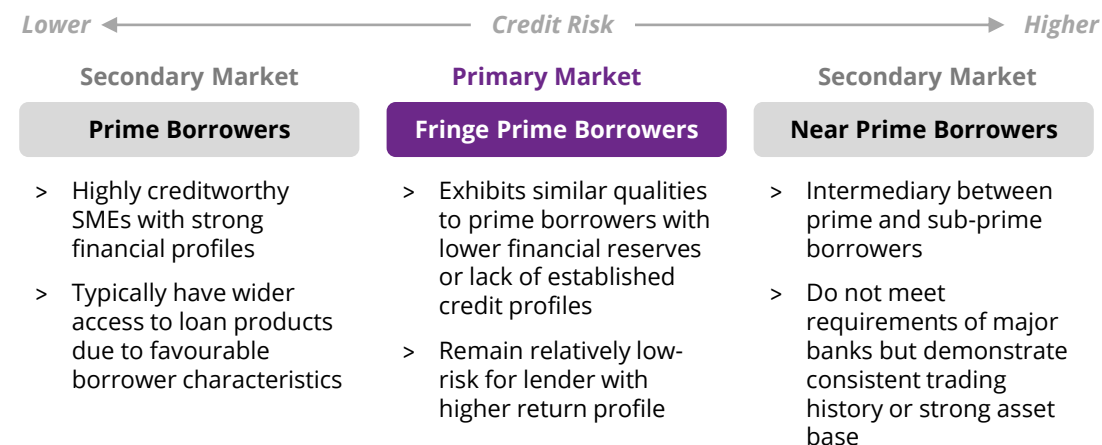 Lower Credit Risk Higher
Secondary Market
Prime Borrowers
> Highly creditworthy
SMEs with strong
financial profiles
> Typically have wider
access to loan products
due to favourable
borrower characteristics
Primary Market
Fringe Prime Borrowers
> Exhibits similar qualities
to prime borrowers with
lower financial reserves
or lack of established
credit profiles
> Remain relatively low-
risk for lender with
higher return profile
Secondary Market
Near Prime Borrowers
> Intermediary between
prime and sub-prime
borrowers
> Do not meet
requirements of major
banks but demonstrate
consistent trading
history or strong asset
base